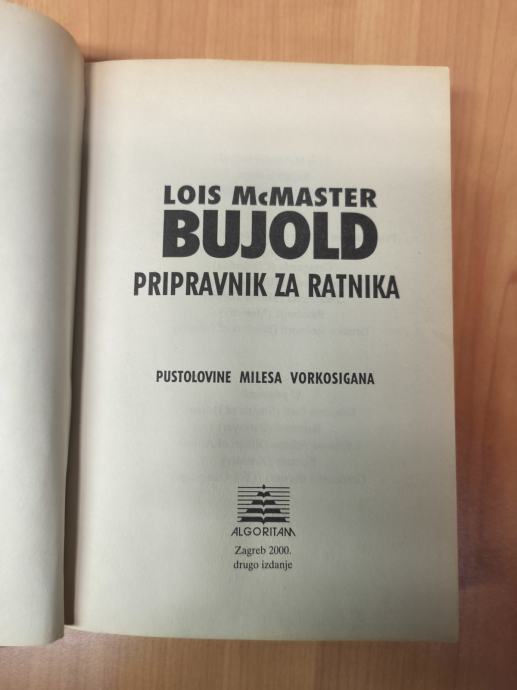 LOIS McMASTER
BUJOLD
PRIPRAVNIK ZA RATNIKA
PUSTOLOVINE MILESA VORKOSIGANA
ALGORITAM
Zagreb 2000.
drugo izdanje